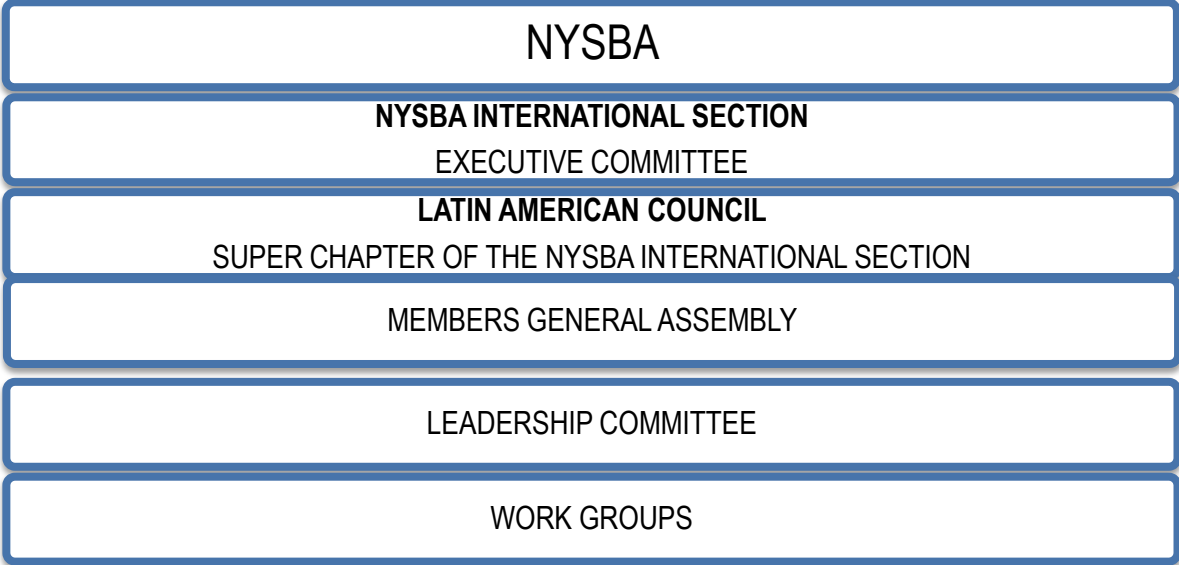 NYSBA
NYSBA INTERNATIONAL SECTION
EXECUTIVE COMMITTEE
LATIN AMERICAN COUNCIL
SUPER CHAPTER OF THE NYSBA INTERNATIONAL SECTION
MEMBERS GENERAL ASSEMBLY
LEADERSHIP COMMITTEE
WORK GROUPS